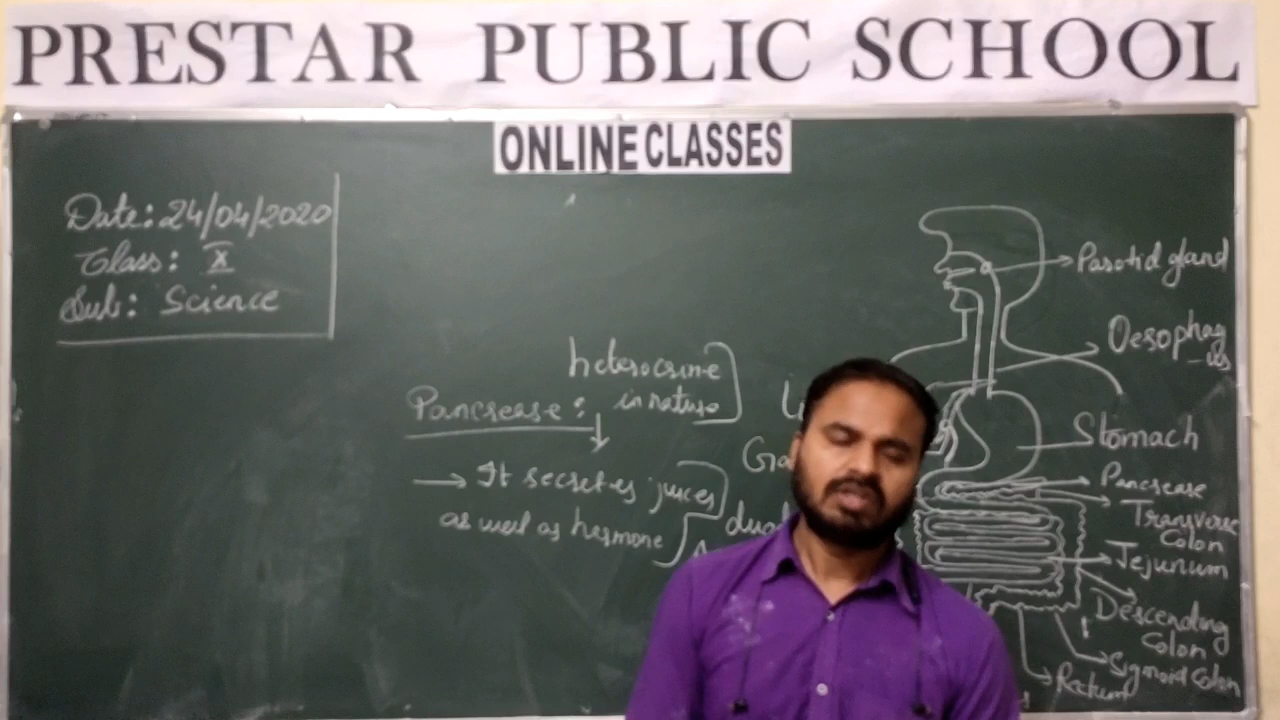 PRESTAR PUBLIC SCHOOL
ONLINE CLASSES
Date: 24/04/2020
Class: X
Sub: Science
heterocrine
in nature
Pancrease:
→ It secretes juices
as well as hormone
Parotid gland
Oesophag
-us
Stomach
Pancrease
Transverse
Colon
Jejunum
Descending
Colon
Sigmoid Colon
Rectum